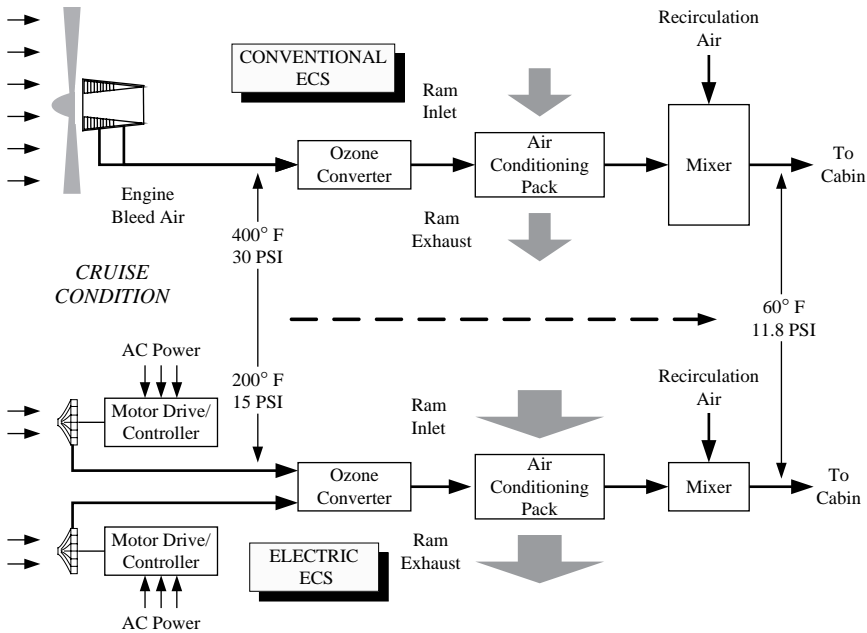 Recirculation
Air
CONVENTIONAL
ECS
Ram
Inlet
Ozone
Converter
Air
Conditioning
Pack
Mixer
To
Cabin
Engine
Bleed Air
Ram
Exhaust
400° F
30 PSI
CRUISE
CONDITION
60° F
11.8 PSI
AC Power
200° F
15 PSI
Recirculation
Air
Motor Drive/
Controller
Ram
Inlet
Ozone
Converter
Air
Conditioning
Pack
Mixer
To
Cabin
Motor Drive/
Controller
ELECTRIC
ECS
Ram
Exhaust
AC Power